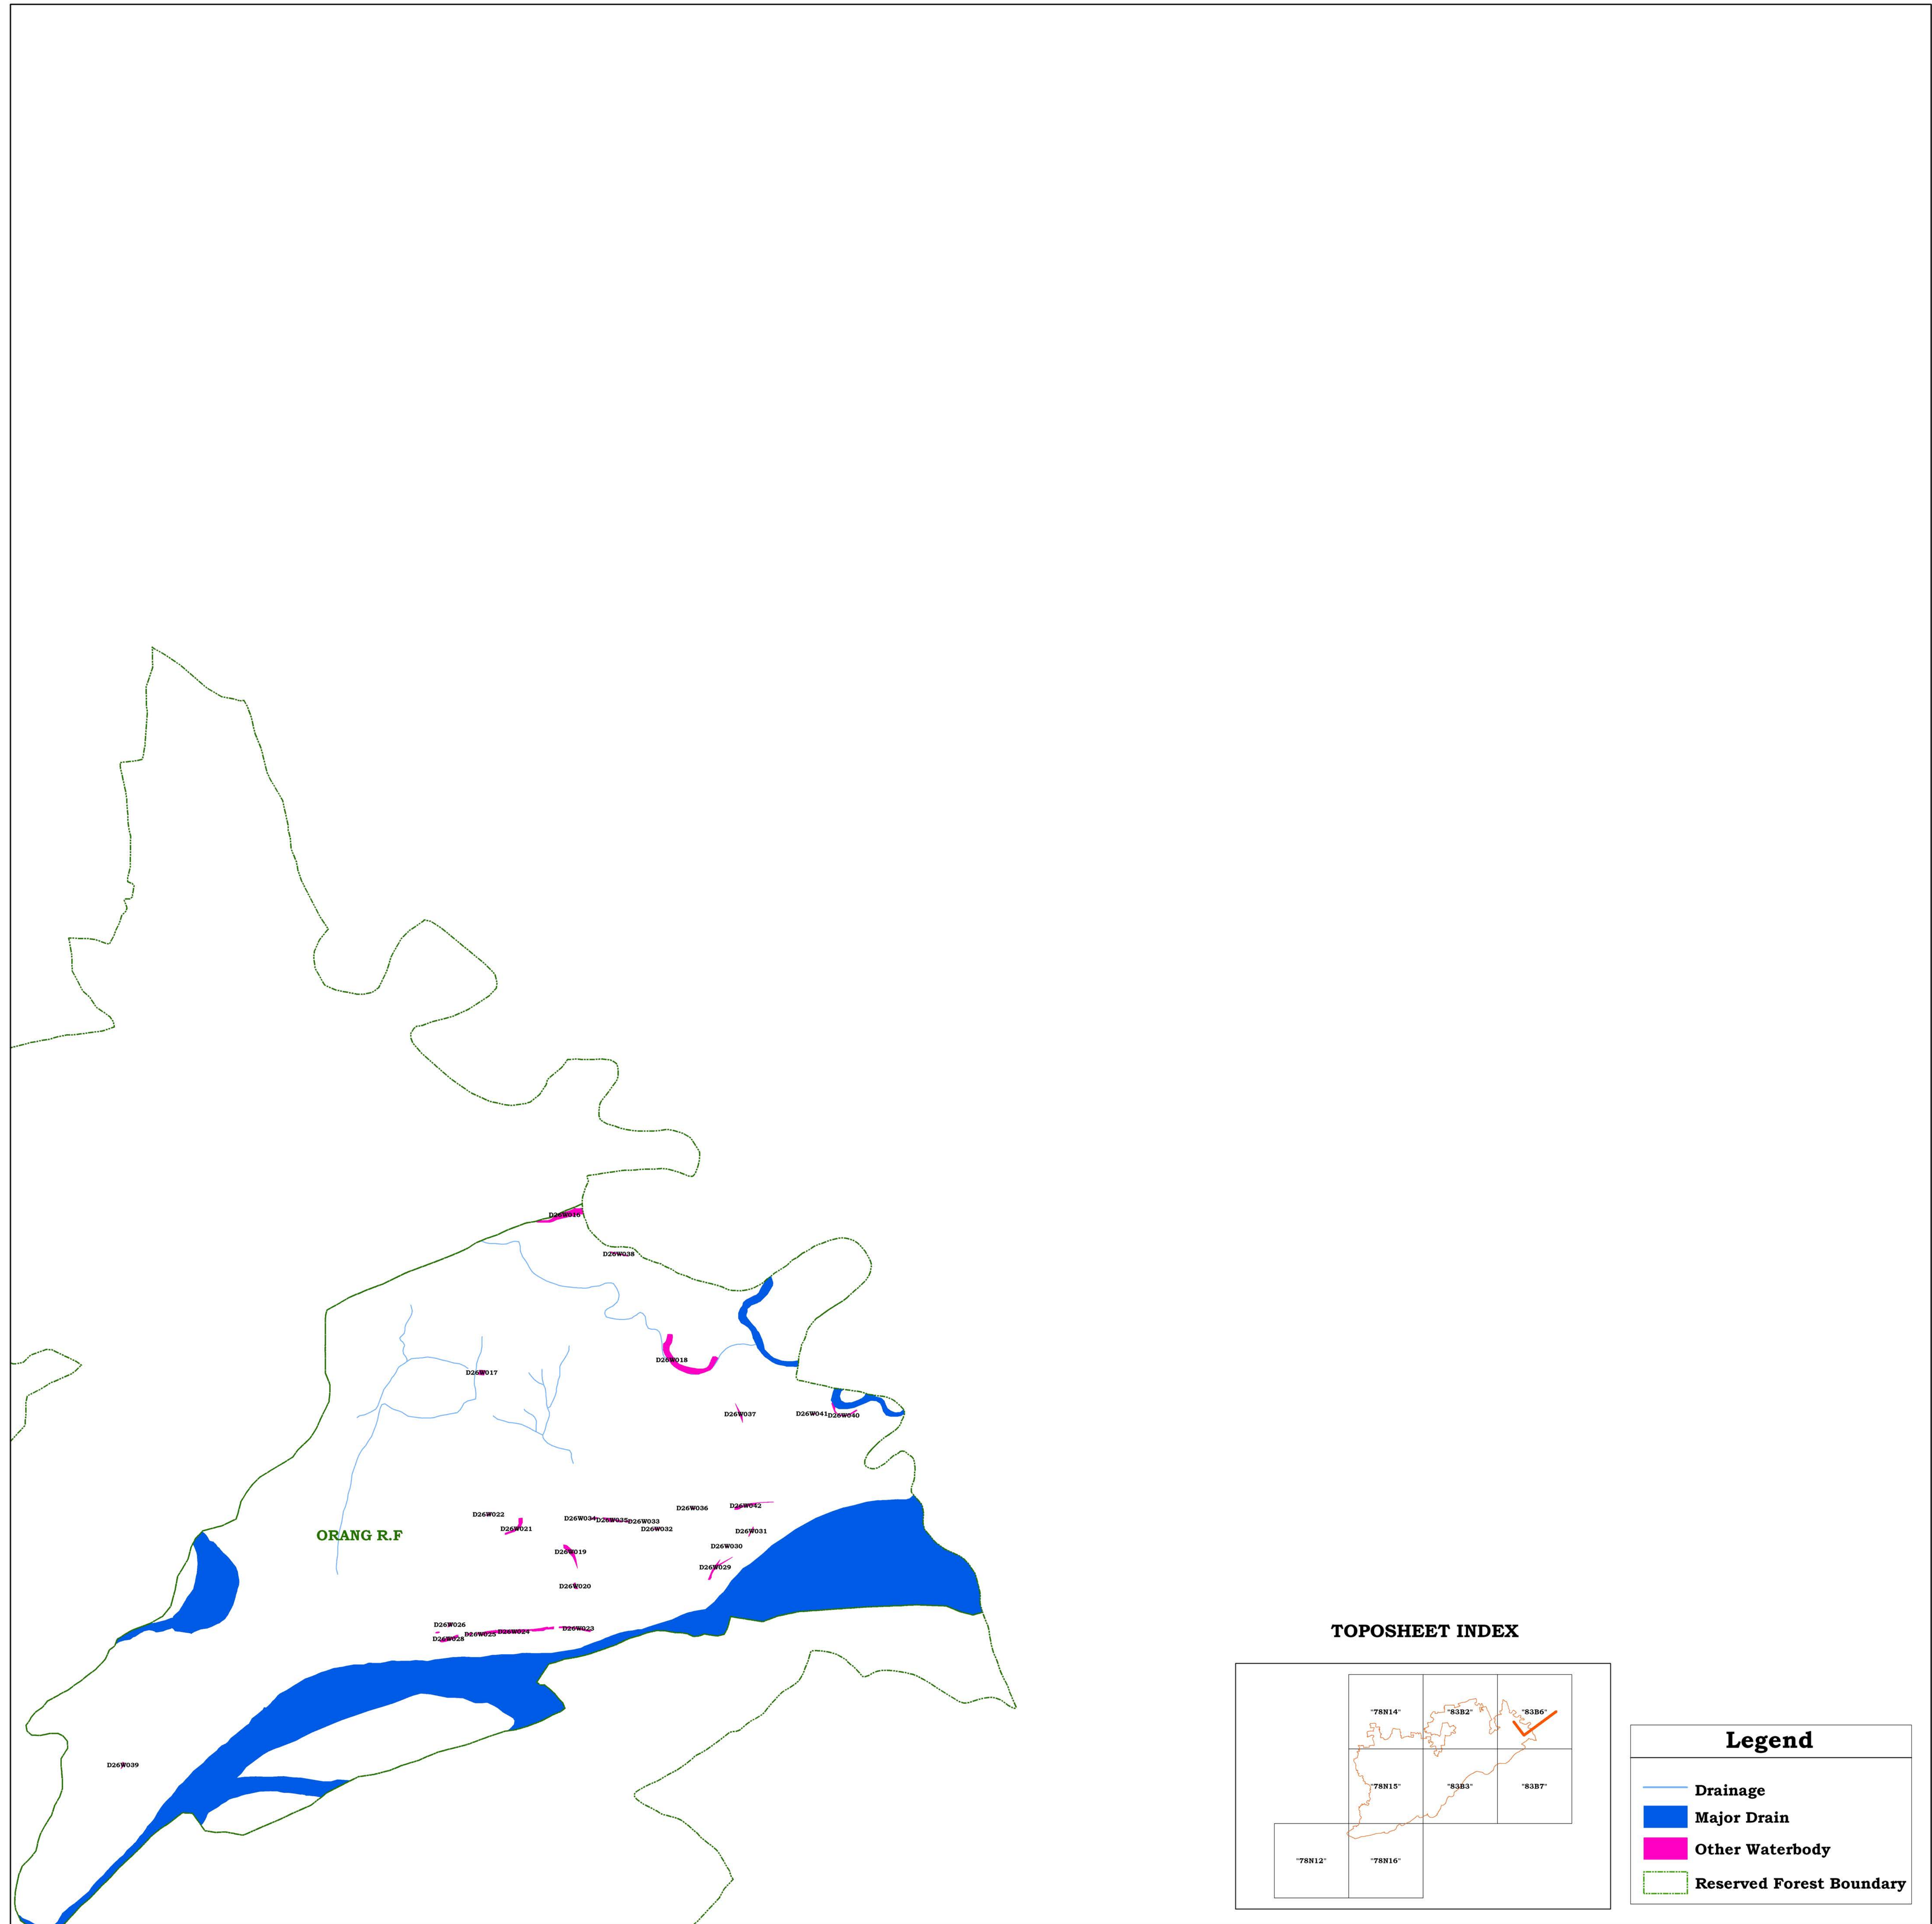 D26W016
D26W038
D26W018
D26W017
D26W037
D26W041
D26W040
D26W042
D26W036
D26W022
D26W034
D26W035
D26W033
D26W021
D26W032
D26W031
ORANG R.F
D26W030
D26W019
D26W029
D26W020
D26W026
D26W023
D26W024
D26W025
D26W028
D26W039
TOPOSHEET INDEX
"78N14"
"83B2"
"83B6"
"78N15"
"83B3"
"83B7"
"78N12"
"78N16"
Legend
Drainage
Major Drain
Other Waterbody
Reserved Forest Boundary